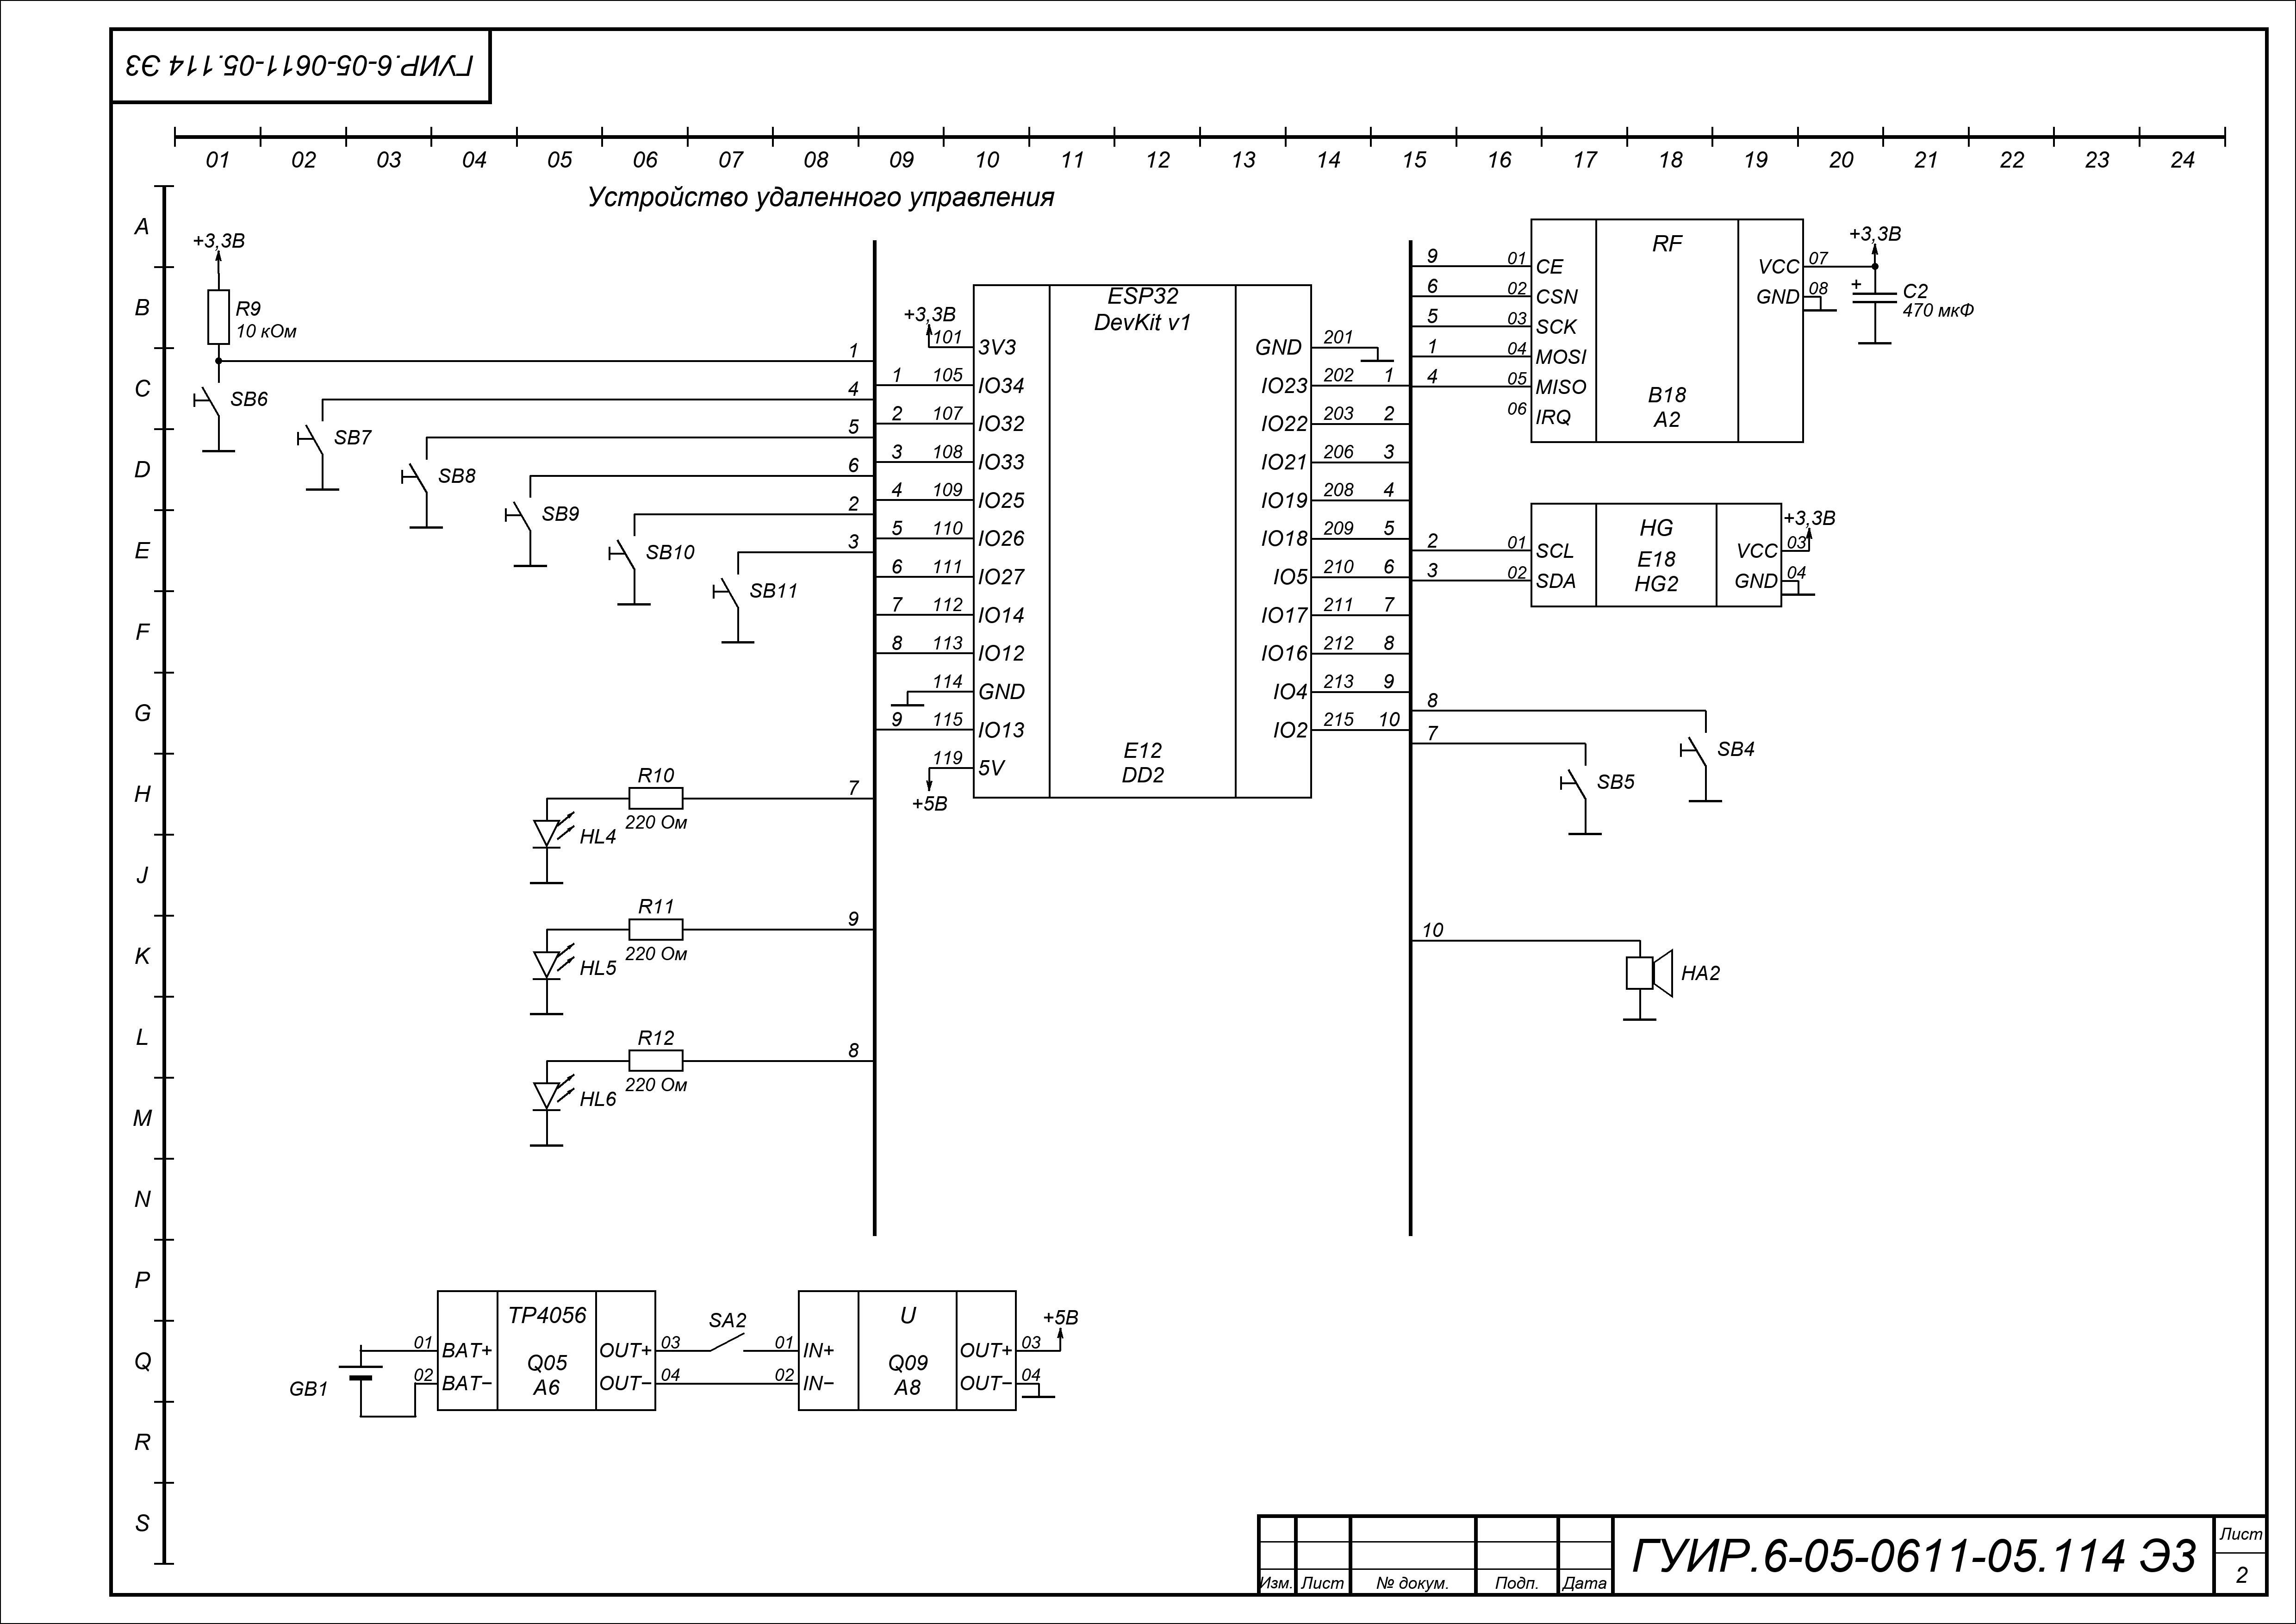 ГУИР.6-05-0611-05.114 Э3
01 02 03 04 05 06 07 08 09 10 11 12 13 14 15 16 17 18 19 20 21 22 23 24
Устройство удаленного управления
A
B
C
D
E
F
G
H
J
K
L
M
N
P
Q
R
S
+3,3В
R9
10 кОм
SB6
SB7
SB8
SB9
SB10
SB11
1
4
5
6
2
3
R10
220 Ом
HL4
7
R11
220 Ом
HL5
9
R12
220 Ом
HL6
8
ESP32
DevKit v1
E12
DD2
+3,3В
101 3V3
1 105 IO34
2 107 IO32
3 108 IO33
4 109 IO25
5 110 IO26
6 111 IO27
7 112 IO14
8 113 IO12
114 GND
9 115 IO13
119 5V
+5В
GND 201
IO23 202 1
IO22 203 2
IO21 206 3
IO19 208 4
IO18 209 5
IO5 210 6
IO17 211 7
IO16 212 8
IO4 213 9
IO2 215 10
RF
B18
A2
9 01 CE
6 02 CSN
5 03 SCK
1 04 MOSI
4 05 MISO
06 IRQ
VCC 07
GND 08
+3,3В
+
C2
470 мкФ
HG
E18
HG2
2 01 SCL
3 02 SDA
VCC 03
GND 04
+3,3В
8
7
SB4
SB5
10
HA2
GB1
TP4056
Q05
A6
01 BAT+
02 BAT−
OUT+ 03
OUT− 04
SA2
U
Q09
A8
01 IN+
02 IN−
OUT+ 03
OUT− 04
+5В
Изм. Лист № докум. Подп. Дата
ГУИР.6-05-0611-05.114 Э3
Лист
2